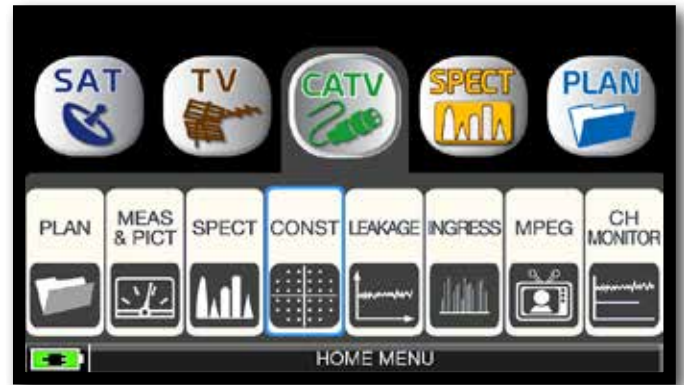 SAT TV CATV SPECT PLAN
PLAN MEAS & PICT SPECT CONST LEAKAGE INGRESS MPEG CH MONITOR
HOME MENU